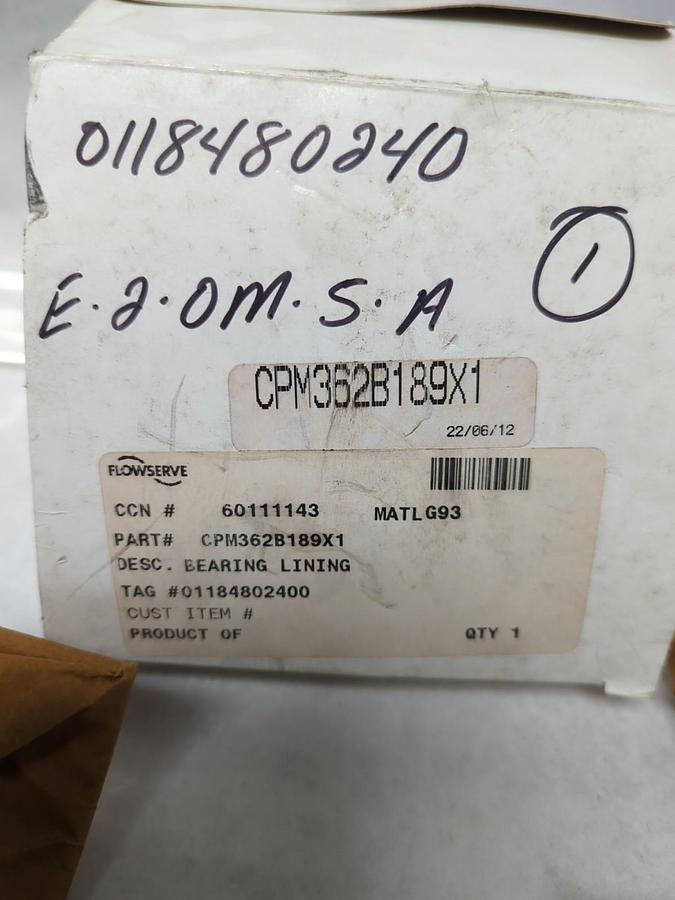 0118480240
E.2.OM.S.A
1
CPM362B189X1
22/06/12
FLOWSERVE
CCN # 60111143 MATL G93
PART# CPM362B189X1
DESC. BEARING LINING
TAG #01184802400
CUST ITEM #
PRODUCT OF QTY 1